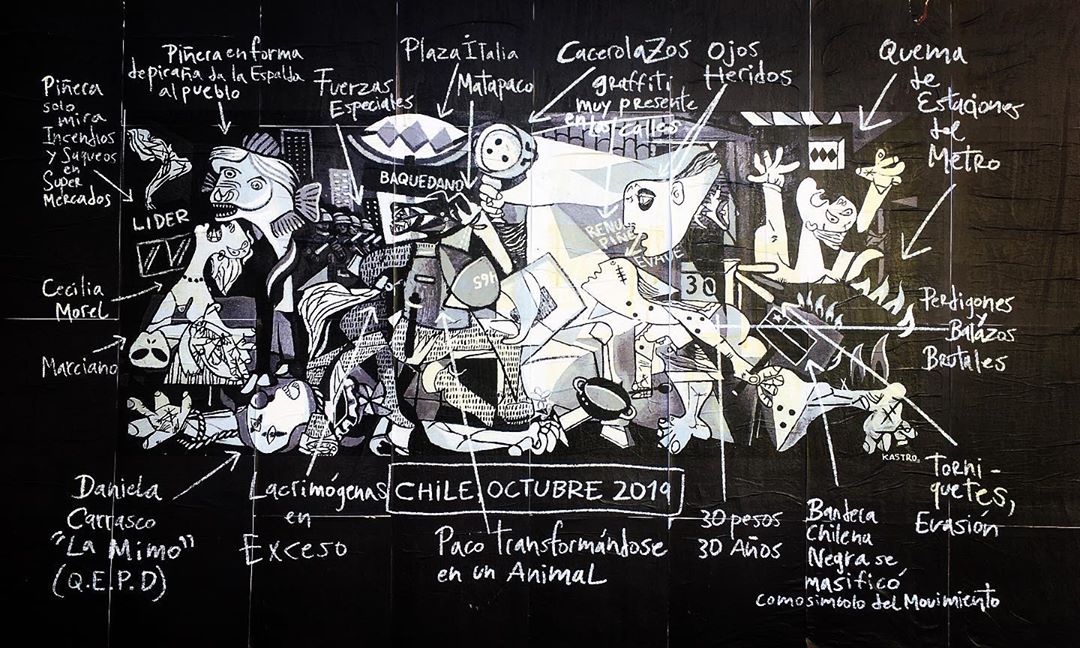 Piñera
solo
mira
Incendios
y Saqueos
en
Super
Mercados
Piñera en forma
de piraña da la Espalda
al pueblo
Fuerzas
Especiales
Plaza Italia
Matapaco
Cacerolazos
graffiti
muy presente
en las calles
Ojos
Heridos
Quema
de
Estaciones
del
Metro
LIDER
BAQUEDANO
RENU
EVADE
465
30
Cecilia
Morel
Marciano
Perdigones
y
Balazos
Brutales
KASTRO.
Daniela
Carrasco
"La Mimo"
(Q.E.P.D)
Lacrimógenas
en
Exceso
CHILE, OCTUBRE 2019
Paco Transformándose
en un Animal
30 pesos
30 Años
Bandera
Chilena
Negra se
masificó
como símbolo del Movimiento
Torni-
quetes,
Evasión